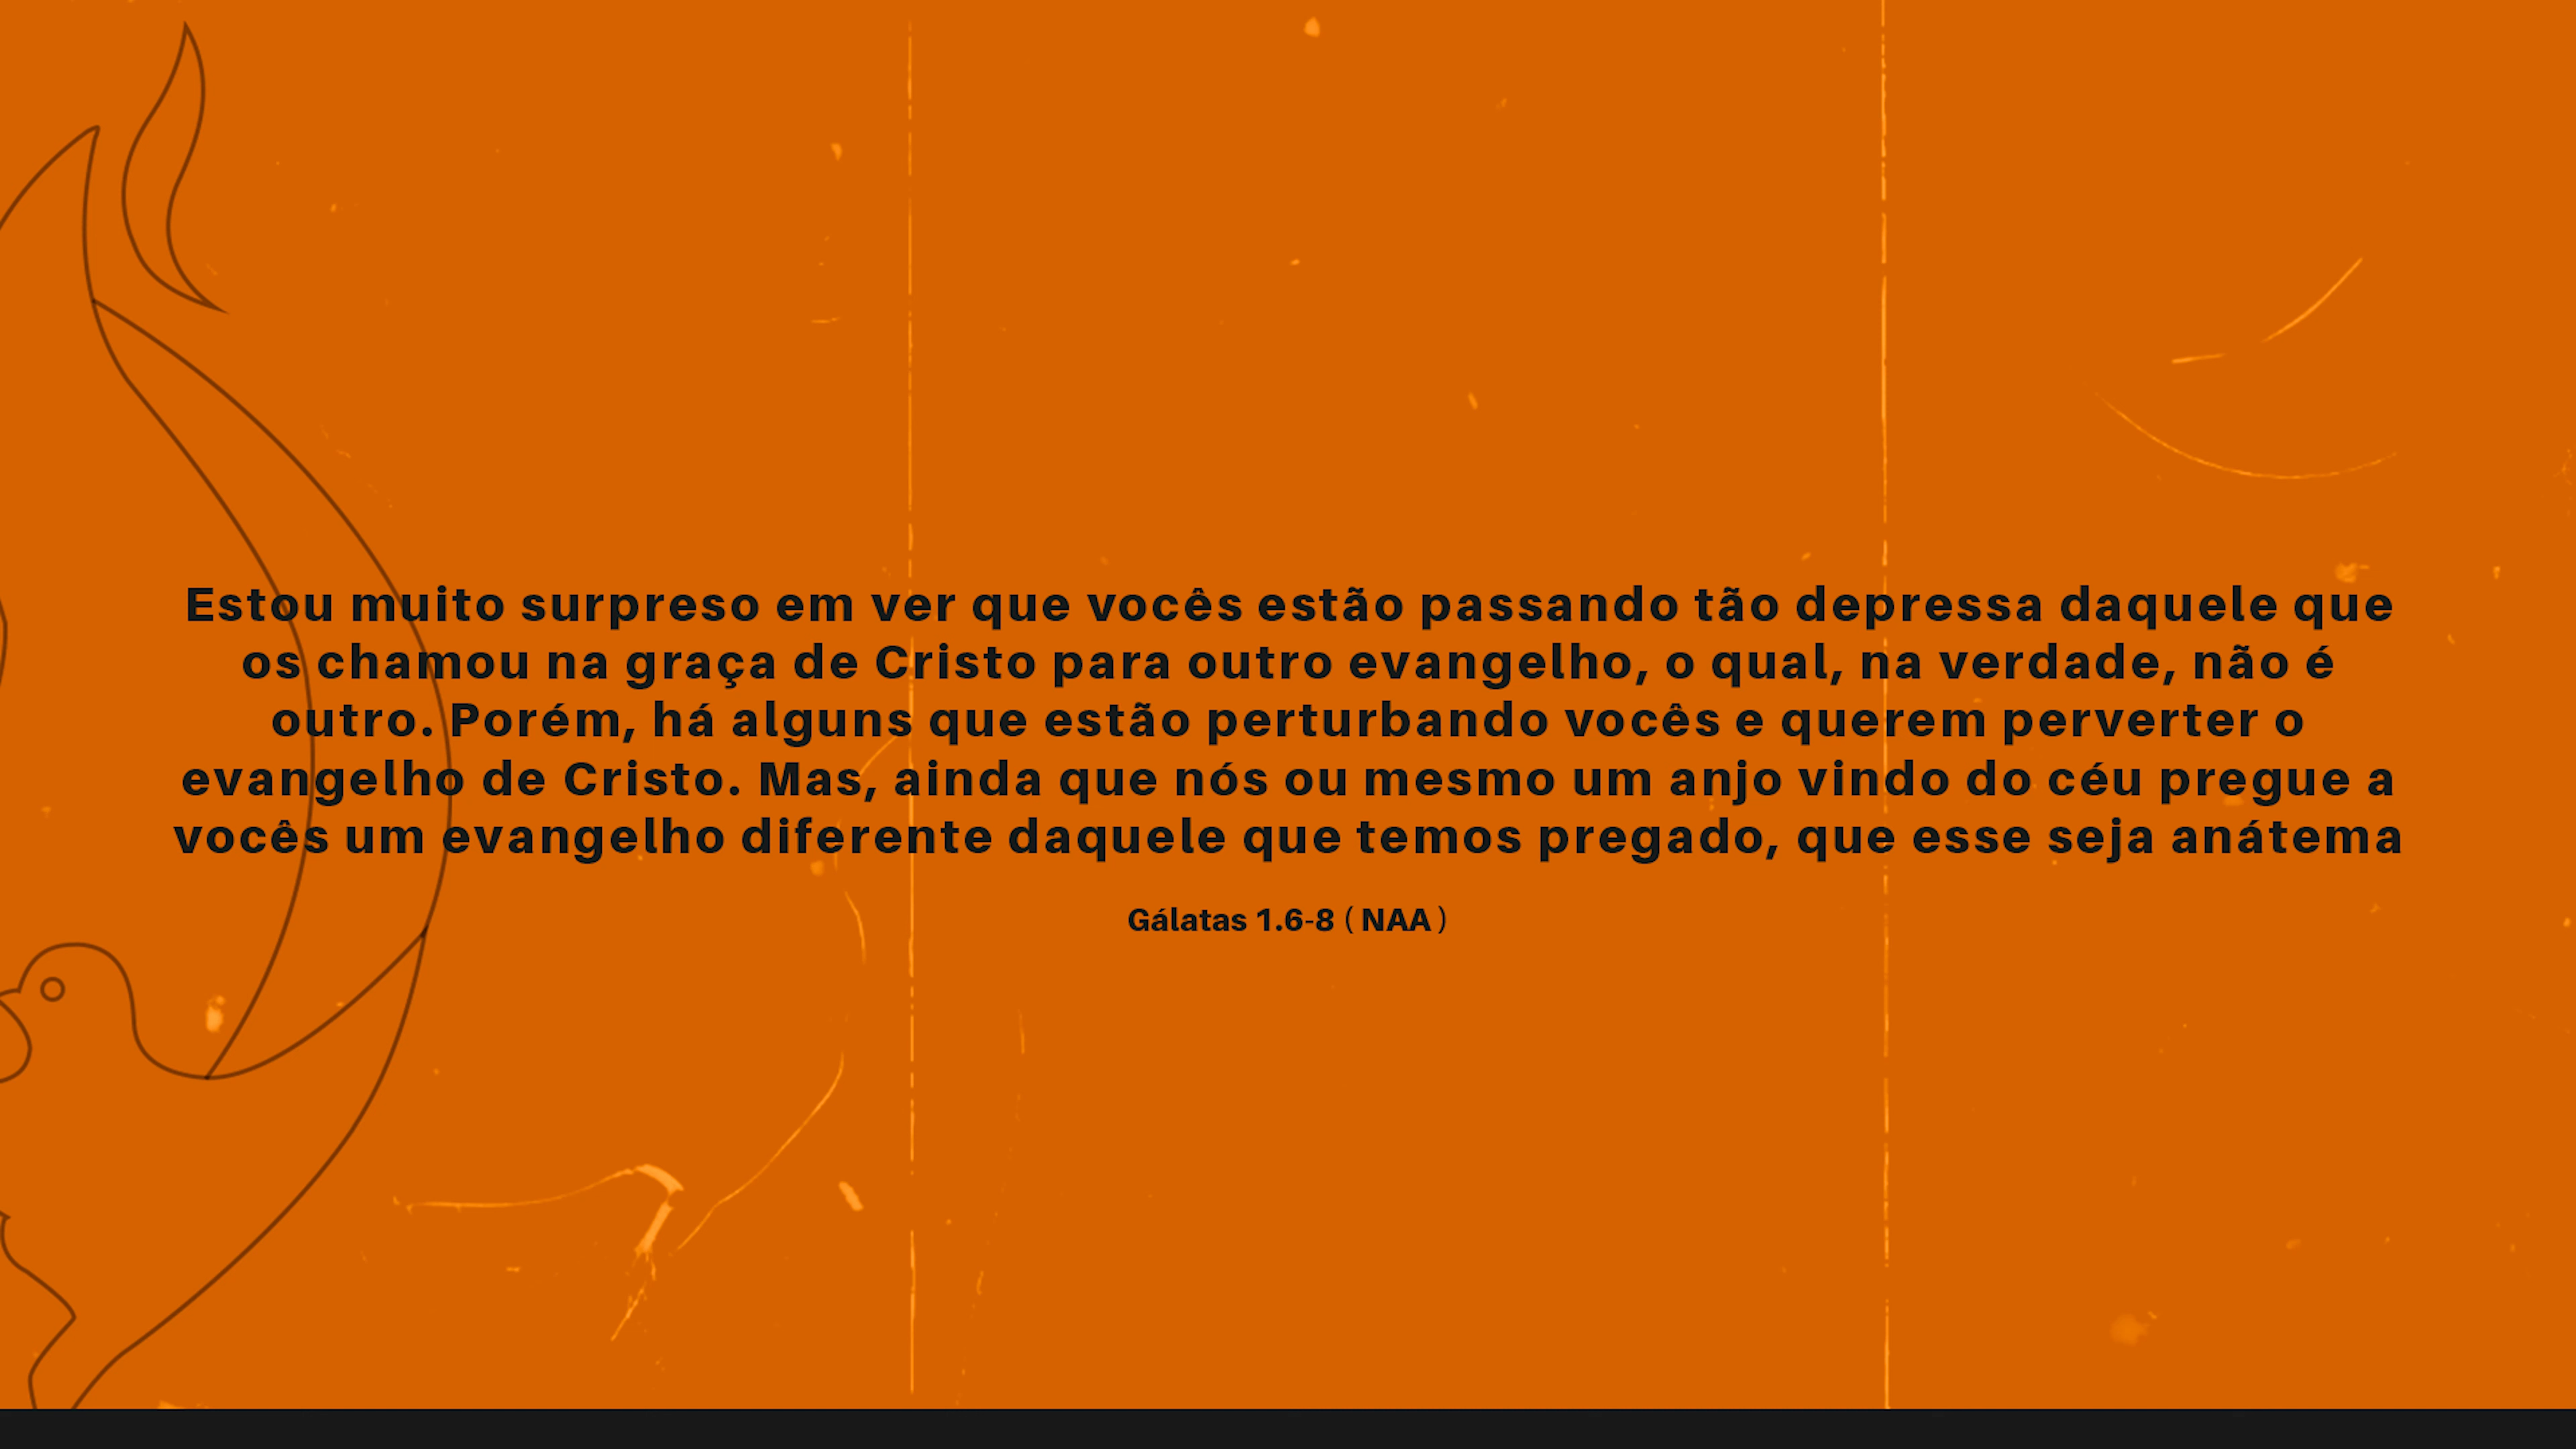 Estou muito surpreso em ver que vocês estão passando tão depressa daquele que
os chamou na graça de Cristo para outro evangelho, o qual, na verdade, não é
outro. Porém, há alguns que estão perturbando vocês e querem perverter o
evangelho de Cristo. Mas, ainda que nós ou mesmo um anjo vindo do céu pregue a
vocês um evangelho diferente daquele que temos pregado, que esse seja anátema
Gálatas 1.6-8 (NAA)